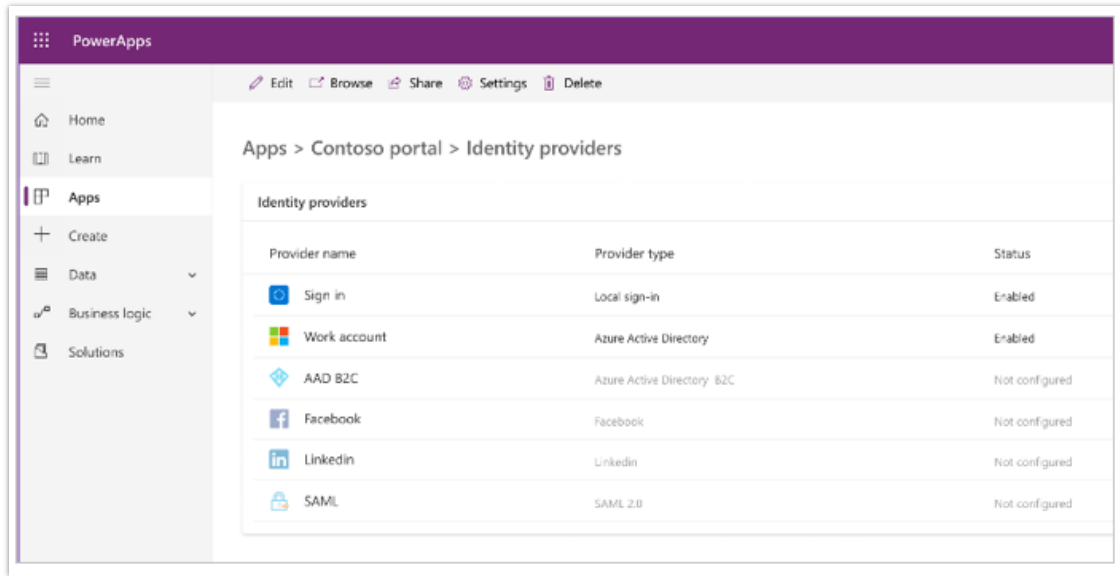 PowerApps
Edit Browse Share Settings Delete
Home
Learn
Apps
Create
Data
Business logic
Solutions
Apps > Contoso portal > Identity providers
Identity providers
Provider name Provider type Status
Sign in Local sign-in Enabled
Work account Azure Active Directory Enabled
AAD B2C Azure Active Directory B2C Not configured
Facebook Facebook Not configured
Linkedin Linkedin Not configured
SAML SAML 2.0 Not configured